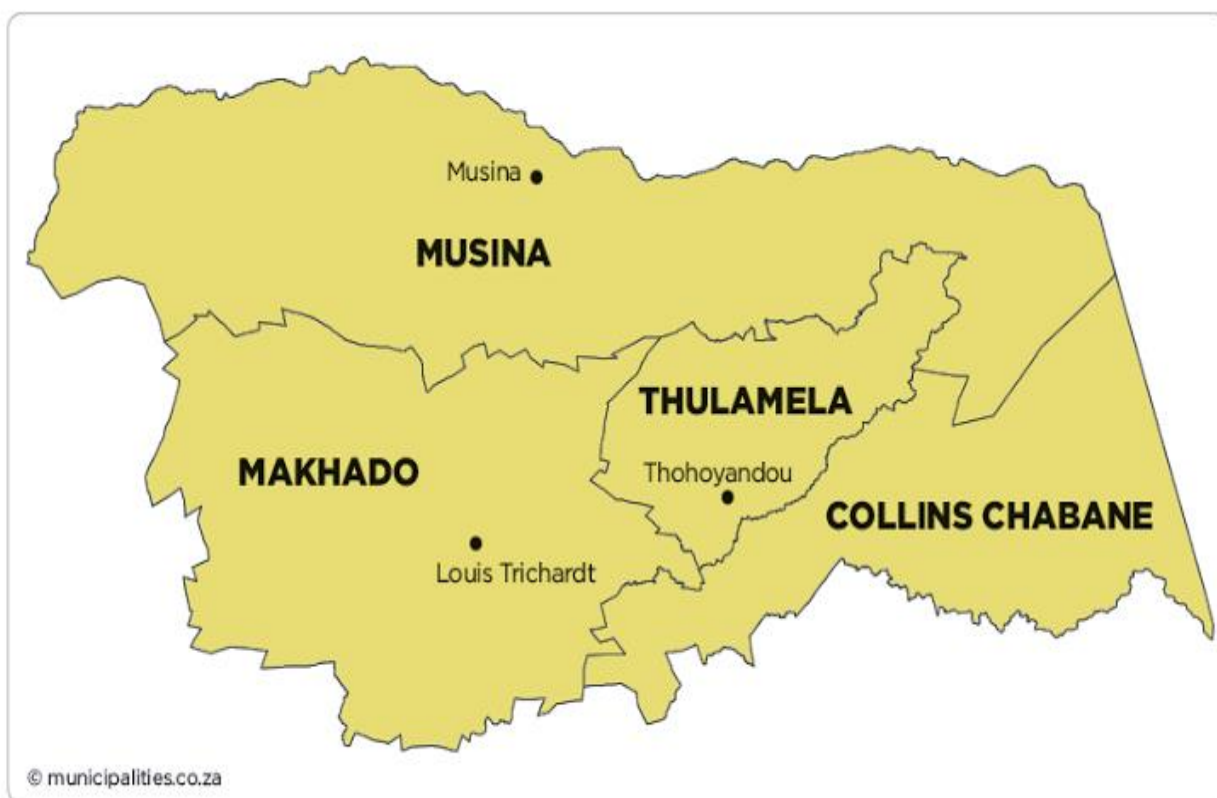 Musina
MUSINA
THULAMELA
MAKHADO
Thohoyandou
COLLINS CHABANE
Louis Trichardt
© municipalities.co.za